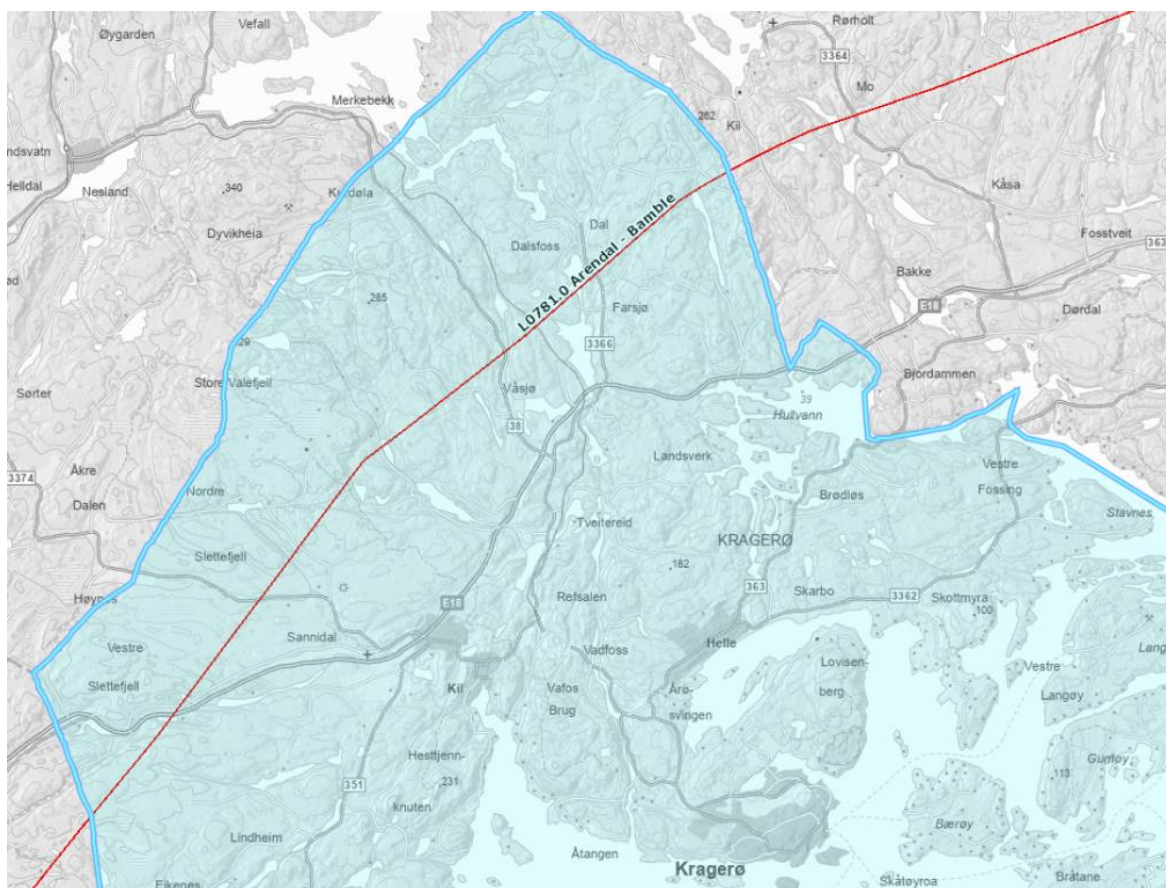 Øygarden
Vefall
Rørholt
3364
Mo
Merkebekk
262
Kil
Nesland
340
Kåsa
Dyvikheia
Dal
Fosstveit
Dalsfoss
L0781.0 Arendal - Bamble
Bakke
285
Farsjø
E18
Dørdal
3366
Store Valefjell
Våsjø
Bjordammen
Sørter
39
Hullvann
38
Landsverk
Åkre
3374
Vestre
Nordre
Brødløs
Fossing
Dalen
Stavnes
Tveitereid
KRAGERØ
Slettefjell
182
363
Skarbo
3362
Refsalen
Skottmyra
100
E18
Sannidal
Helle
Vestre
Vadfoss
Lovisen-
berg
Vestre
Slettefjell
Kil
Vafos
Brug
Årø-
svingen
Langøy
Hesttjenn-
knuten
231
351
113
Gumøy
Bærøy
Lindheim
Åtangen
Kragerø
Skåtøyroa
Bråtane